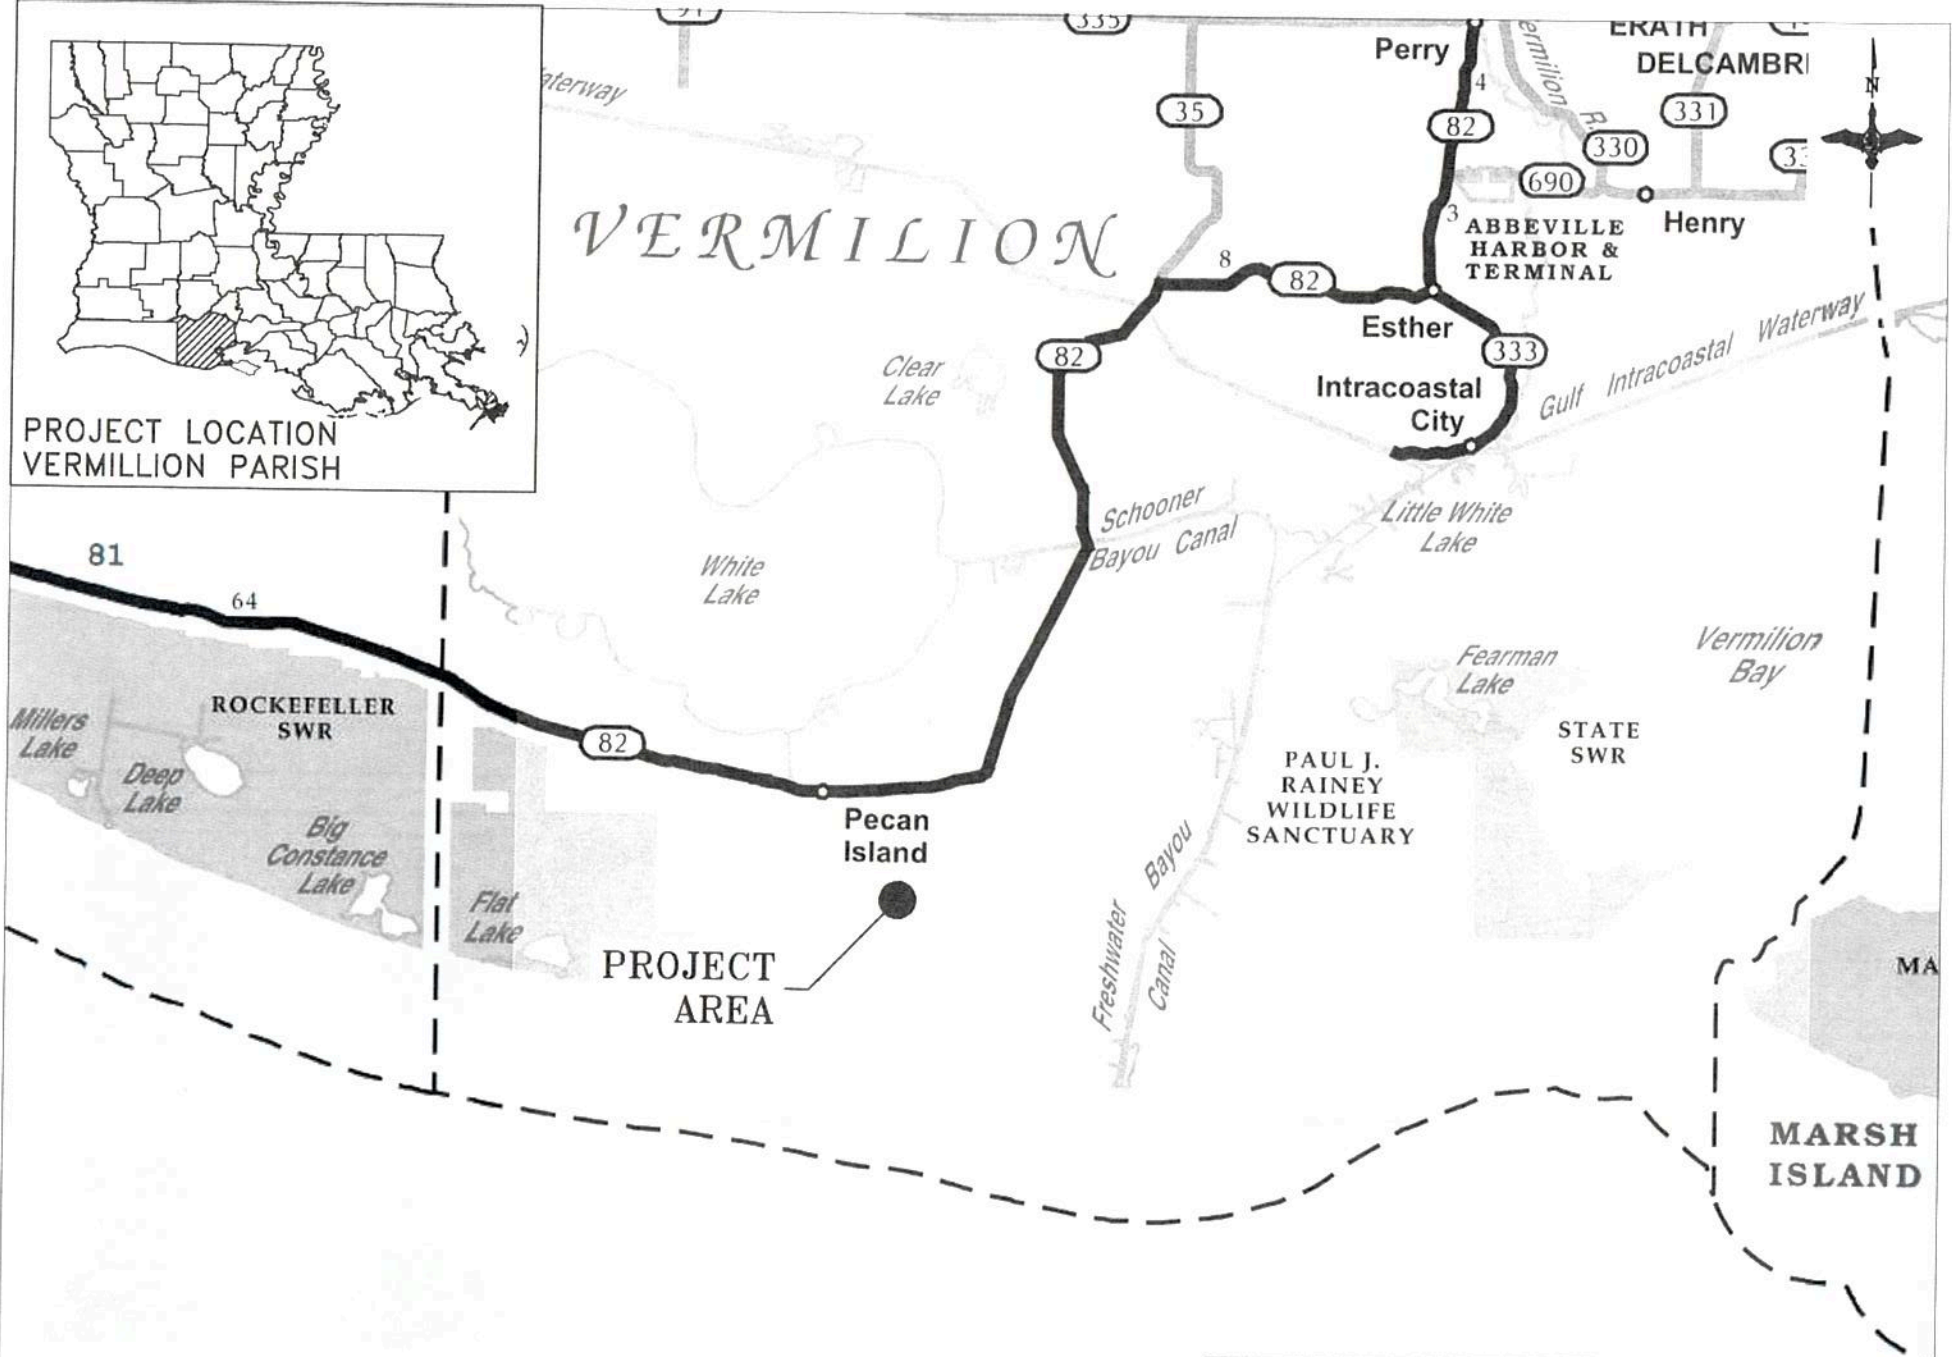 PROJECT LOCATION
VERMILLION PARISH
91
335
Perry
4
82
3
35
ERATH
DELCAMBR
331
330
690
Henry
ABBEVILLE
HARBOR &
TERMINAL
VERMILION
8
82
Esther
333
82
Intracoastal
City
Gulf Intracoastal Waterway
Clear
Lake
Schooner
Bayou Canal
Little White
Lake
White
Lake
81
64
Vermilion
Bay
Fearman
Lake
STATE
SWR
ROCKEFELLER
SWR
Millers
Lake
Deep
Lake
Big
Constance
Lake
Flat
Lake
82
Pecan
Island
PAUL J.
RAINEY
WILDLIFE
SANCTUARY
PROJECT
AREA
Freshwater Bayou
Canal
MA
MARSH
ISLAND
N